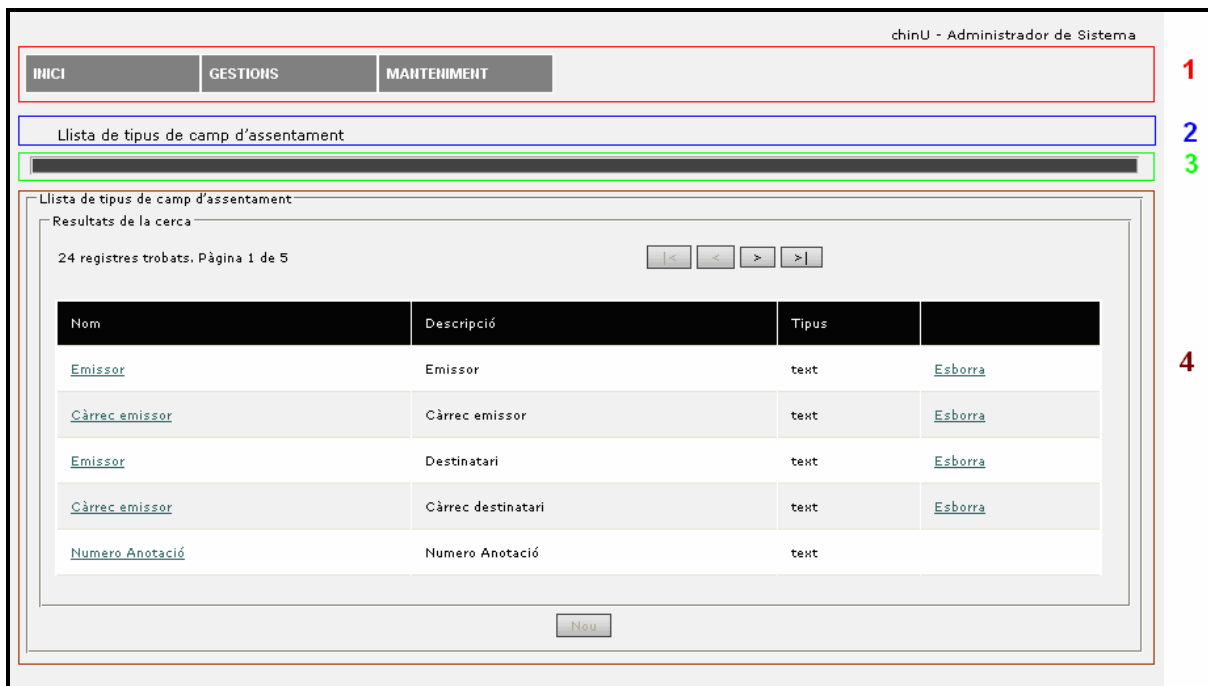 chinU - Administrador de Sistema
INICI GESTIONS MANTENIMENT
1
Llista de tipus de camp d'assentament
2
3
Llista de tipus de camp d'assentament
Resultats de la cerca
24 registres trobats. Pàgina 1 de 5 |< < > >|
Nom Descripció Tipus
Emissor Emissor text Esborra
4
Càrrec emissor Càrrec emissor text Esborra
Emissor Destinatari text Esborra
Càrrec emissor Càrrec destinatari text Esborra
Numero Anotació Numero Anotació text
Nou